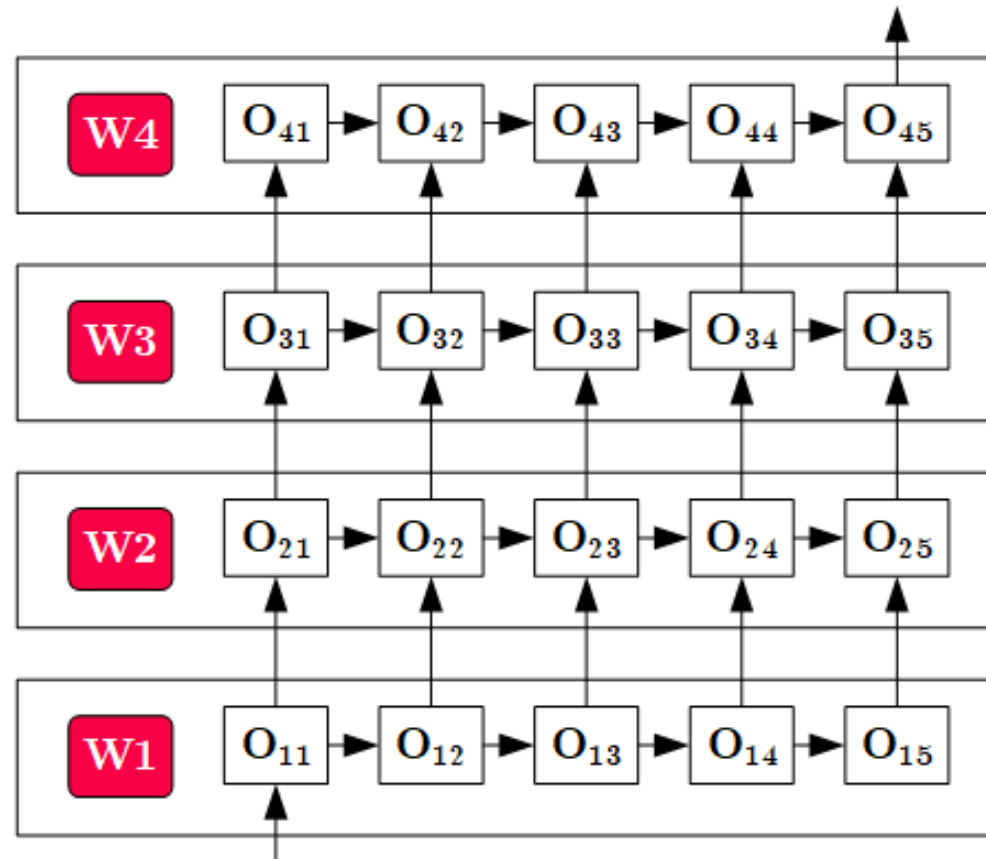 W4 O₄₁ O₄₂ O₄₃ O₄₄ O₄₅
W3 O₃₁ O₃₂ O₃₃ O₃₄ O₃₅
W2 O₂₁ O₂₂ O₂₃ O₂₄ O₂₅
W1 O₁₁ O₁₂ O₁₃ O₁₄ O₁₅